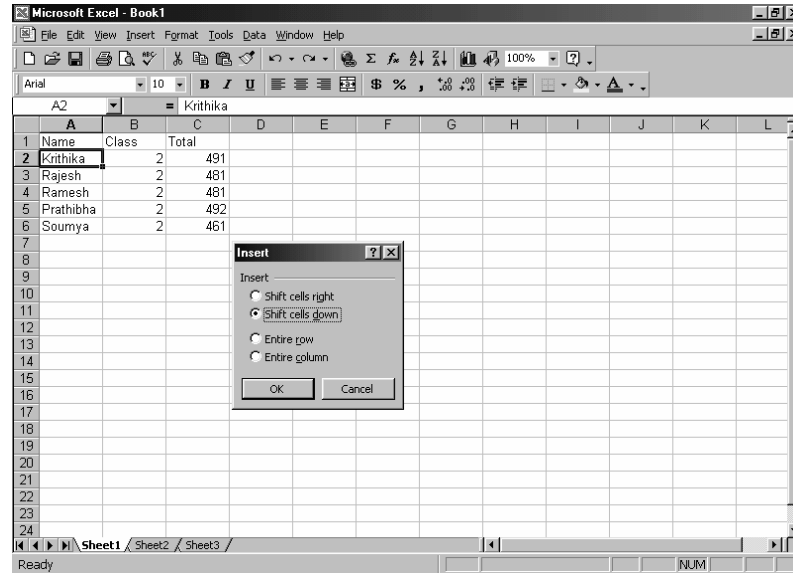 Microsoft Excel - Book1
File Edit View Insert Format Tools Data Window Help
100%
Arial 10 B I U $ % ,
A2 = Krithika
A B C D E F G H I J K L
1 Name Class Total
2 Krithika 2 491
3 Rajesh 2 481
4 Ramesh 2 481
5 Prathibha 2 492
6 Soumya 2 461
7
8
9
10
11
12
13
14
15
16
17
18
19
20
21
22
23
24
Insert
Insert
Shift cells right
Shift cells down
Entire row
Entire column
OK Cancel
Sheet1 Sheet2 Sheet3
Ready NUM